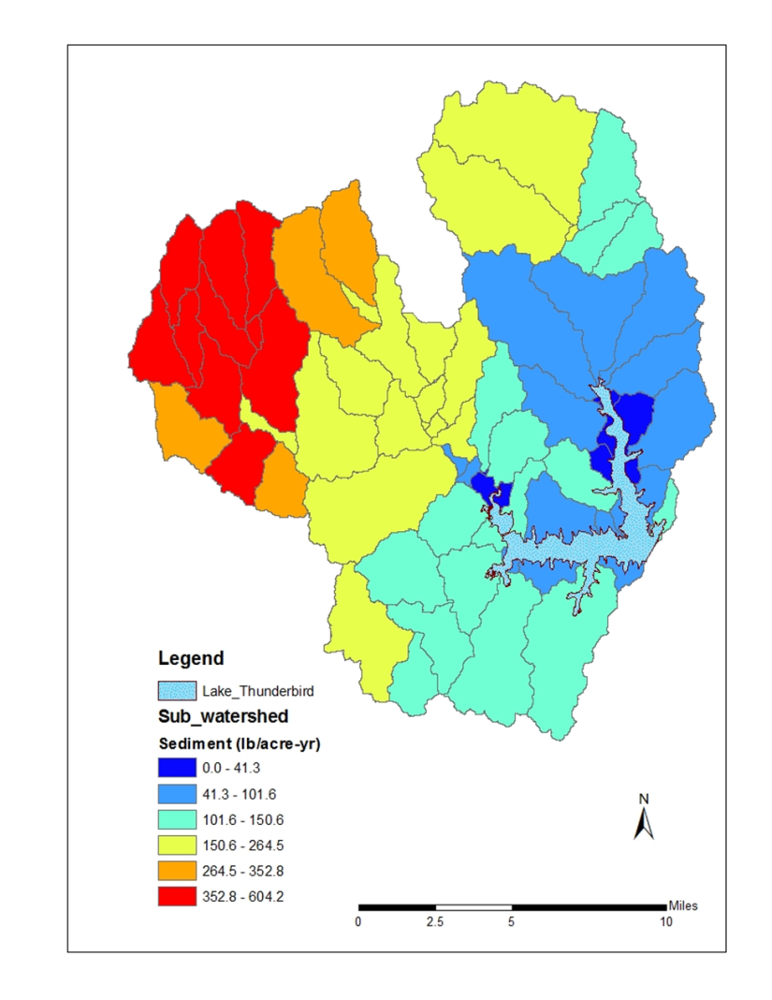 Legend
Lake_Thunderbird
Sub_watershed
Sediment (lb/acre-yr)
0.0 - 41.3
41.3 - 101.6
101.6 - 150.6
150.6 - 264.5
264.5 - 352.8
352.8 - 604.2
N
Miles
0 2.5 5 10